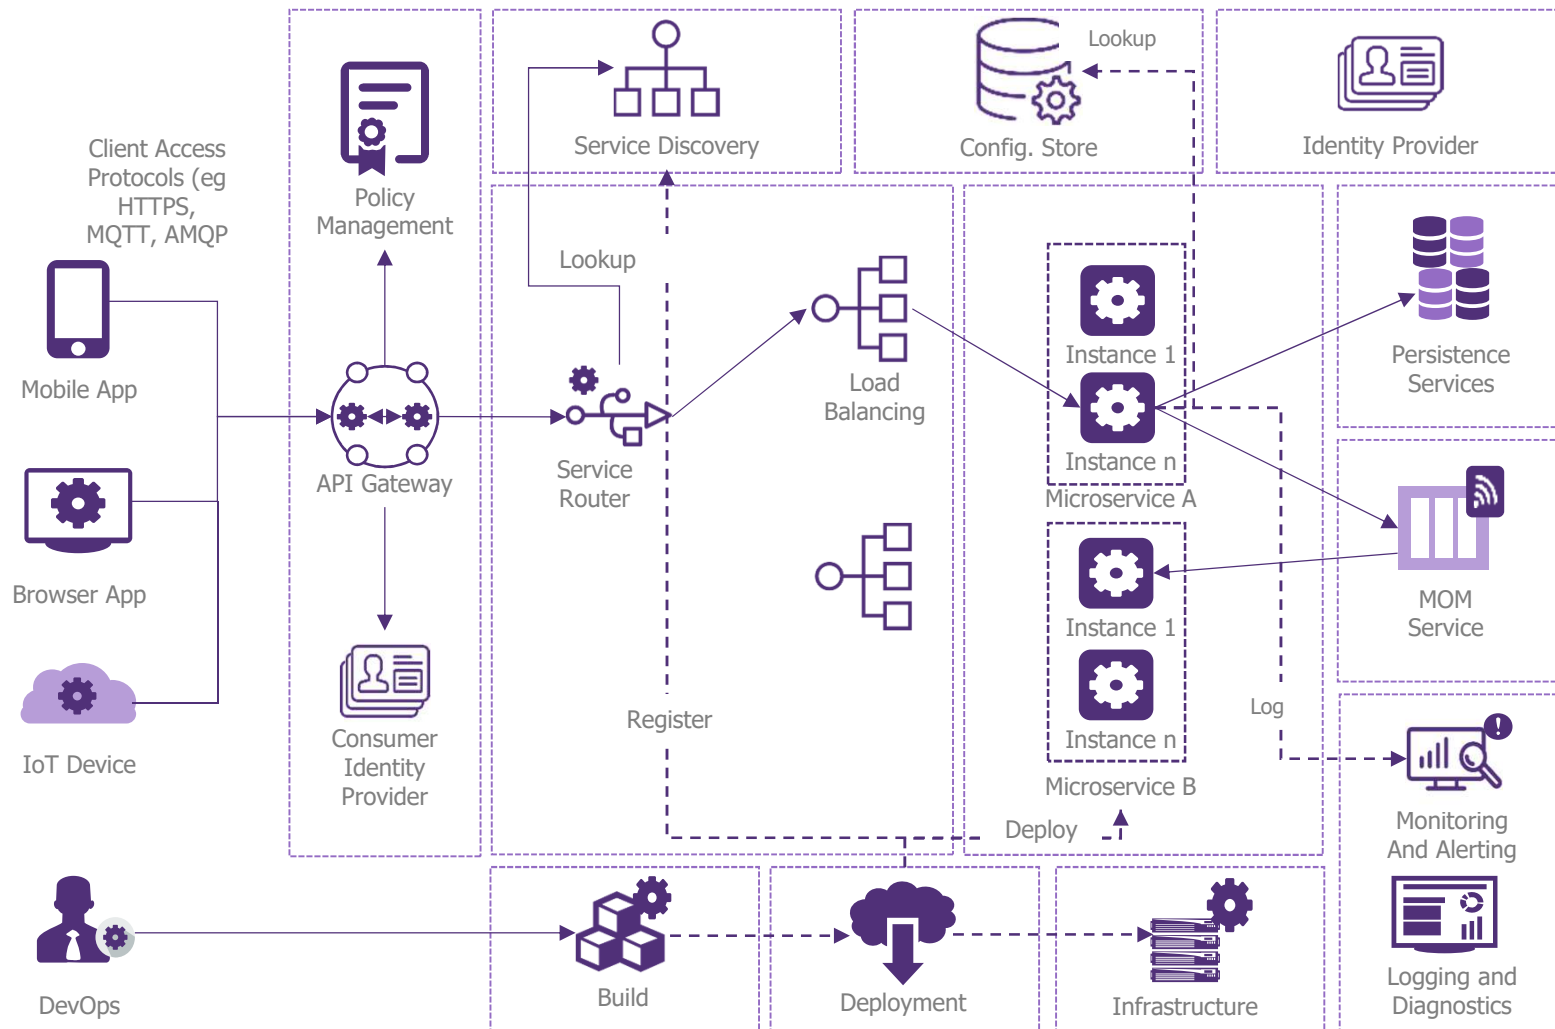 Client Access
Protocols (eg
HTTPS,
MQTT, AMQP
Mobile App
Browser App
IoT Device
DevOps
Policy
Management
API Gateway
Consumer
Identity
Provider
Service Discovery
Lookup
Config. Store
Lookup
Identity Provider
Service
Router
Load
Balancing
Register
Instance 1
Instance n
Microservice A
Instance 1
Instance n
Microservice B
Deploy
Log
Persistence
Services
MOM
Service
Monitoring
And Alerting
Logging and
Diagnostics
Build
Deployment
Infrastructure